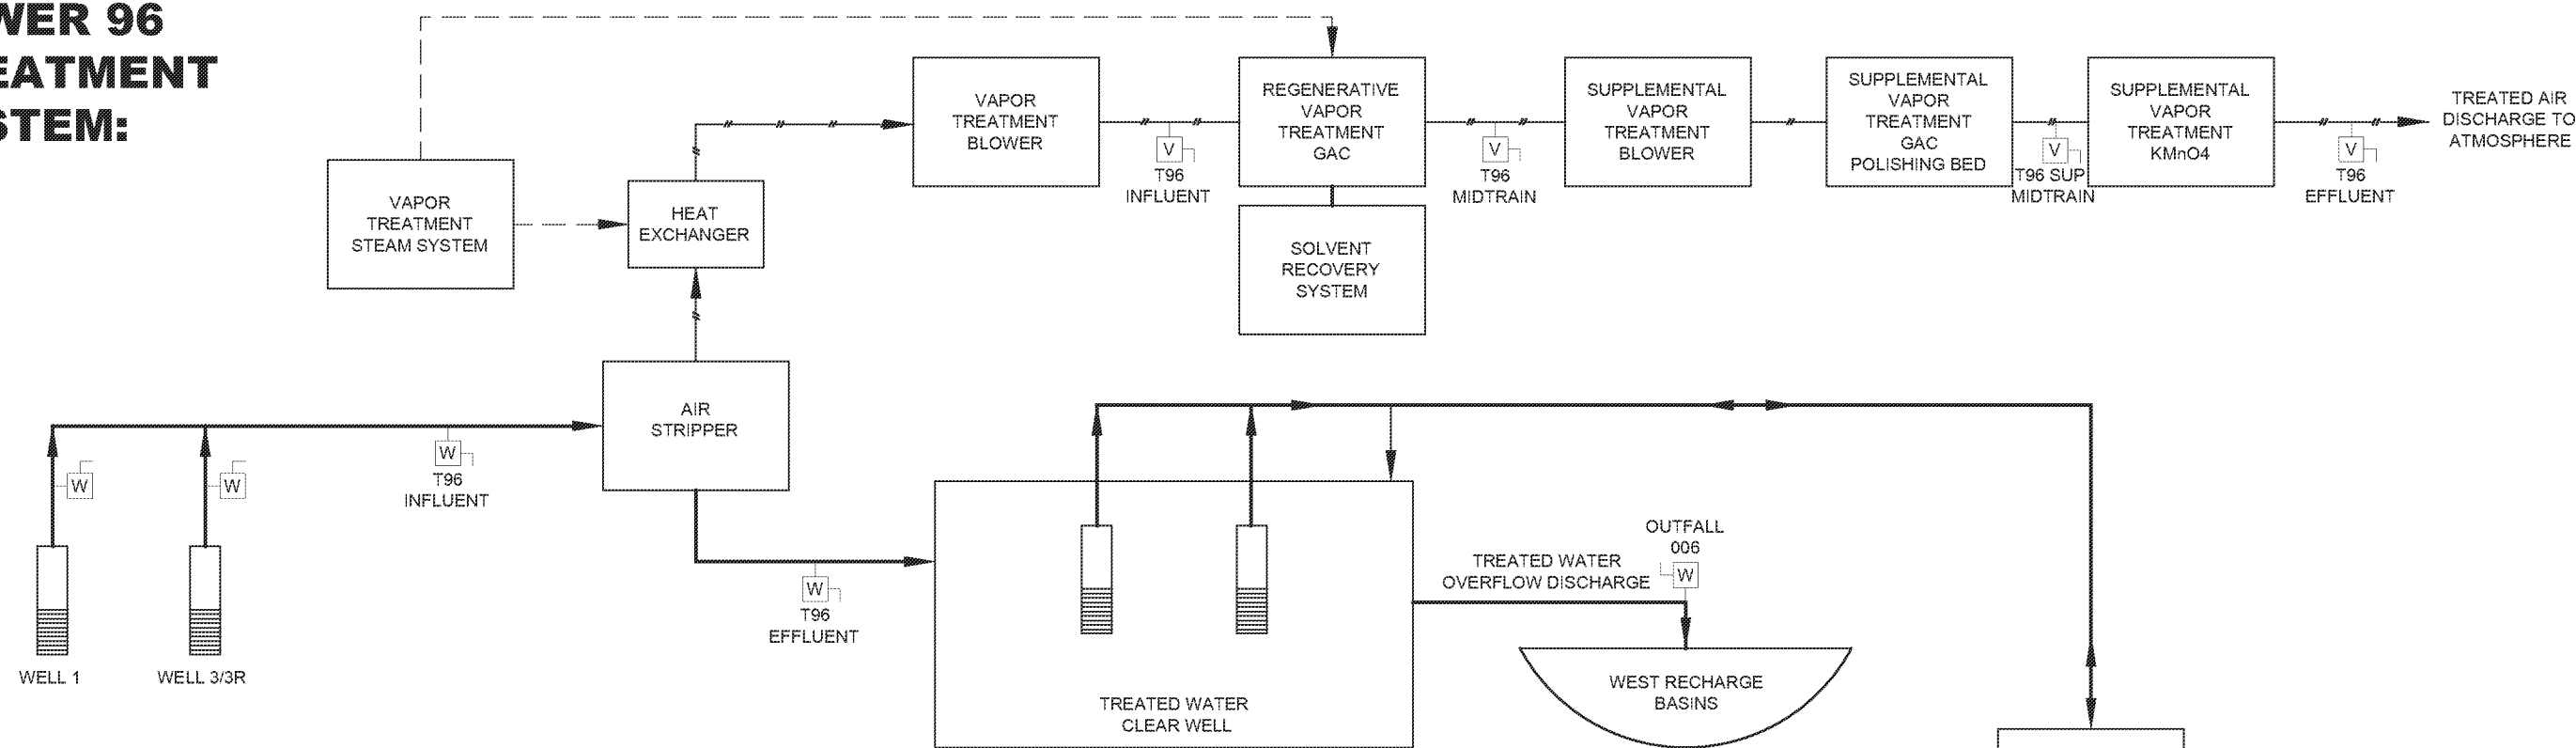 WER 96
EATMENT
STEM:
VAPOR
TREATMENT
STEAM SYSTEM
HEAT
EXCHANGER
VAPOR
TREATMENT
BLOWER
V
T96
INFLUENT
REGENERATIVE
VAPOR
TREATMENT
GAC
SOLVENT
RECOVERY
SYSTEM
V
T96
MIDTRAIN
SUPPLEMENTAL
VAPOR
TREATMENT
BLOWER
SUPPLEMENTAL
VAPOR
TREATMENT
GAC
POLISHING BED
V
T96 SUP
MIDTRAIN
SUPPLEMENTAL
VAPOR
TREATMENT
KMnO4
V
T96
EFFLUENT
TREATED AIR
DISCHARGE TO
ATMOSPHERE
AIR
STRIPPER
W
W
W
T96
INFLUENT
WELL 1
WELL 3/3R
W
T96
EFFLUENT
TREATED WATER
CLEAR WELL
TREATED WATER
OVERFLOW DISCHARGE
OUTFALL
006
W
WEST RECHARGE
BASINS